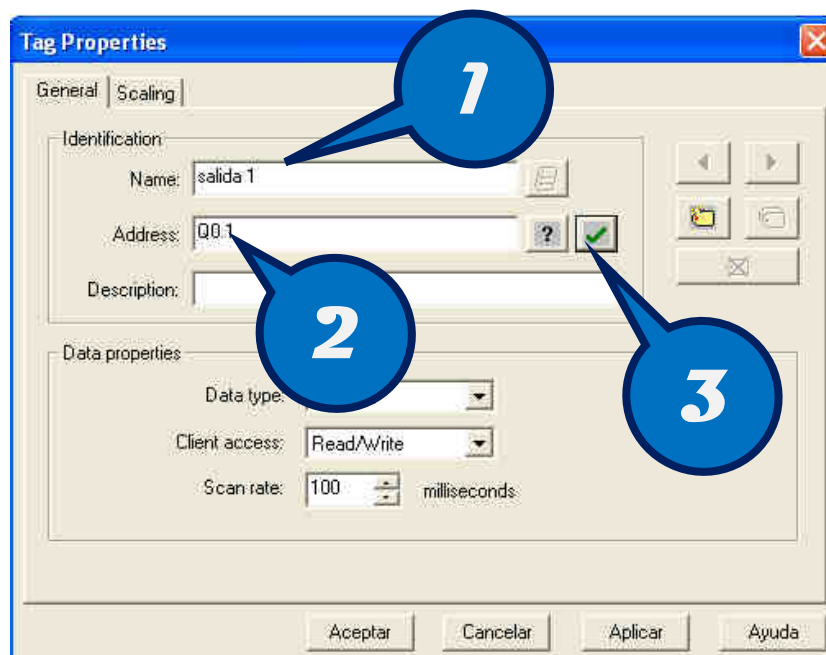 Tag Properties
General Scaling
1
Identification
Name: salida 1
Address: Q0.1 ?
Description:
2
3
Data properties
Data type:
Client access: Read/Write
Scan rate: 100 milliseconds
Aceptar Cancelar Aplicar Ayuda